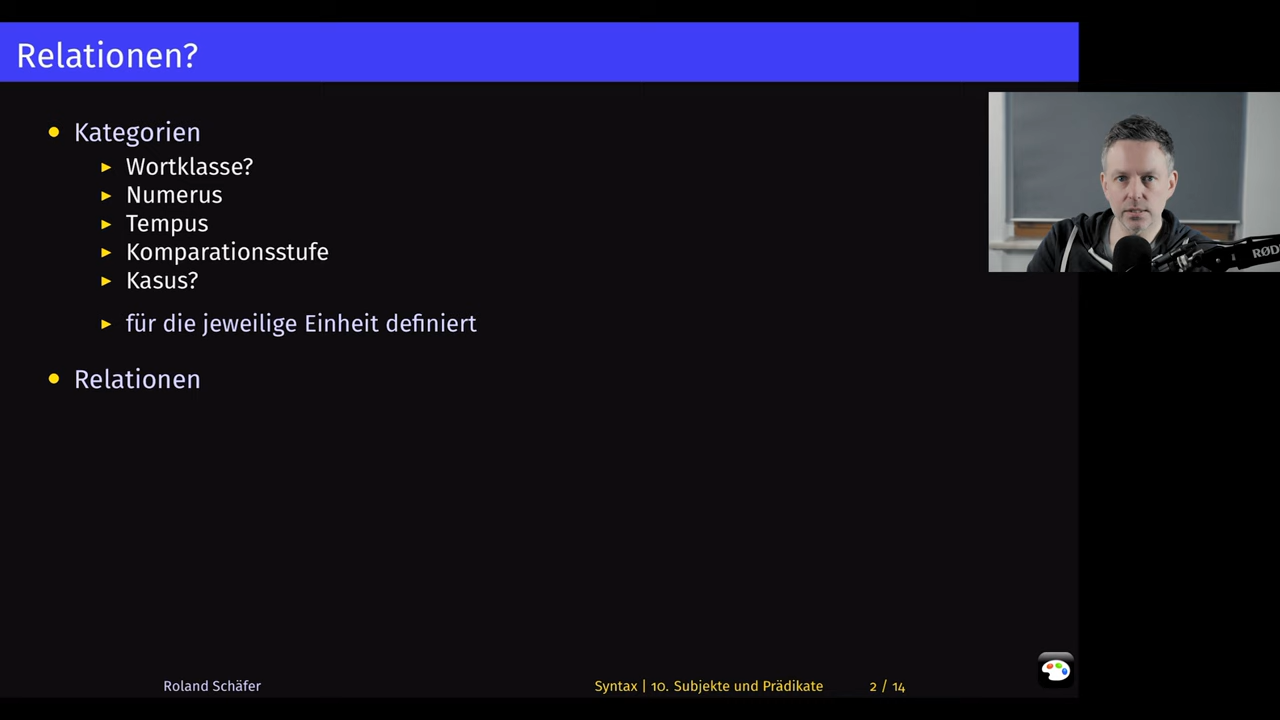 Relationen?
• Kategorien
▸ Wortklasse?
▸ Numerus
▸ Tempus
▸ Komparationsstufe
▸ Kasus?
▸ für die jeweilige Einheit definiert
• Relationen
RØD
Roland Schäfer Syntax | 10. Subjekte und Prädikate 2 / 14